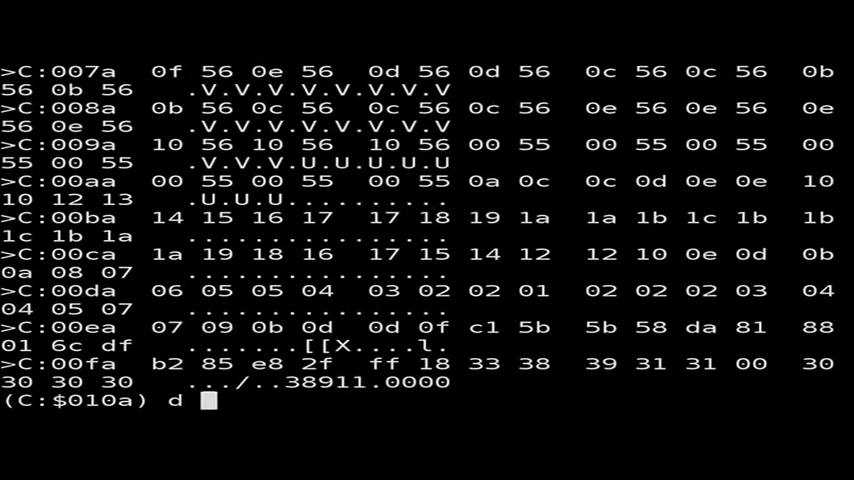 >C:007a  0f 56 0e 56  0d 56 0d 56  0c 56 0c 56  0b
56 0b 56   .V.V.V.V.V.V.V.V
>C:008a  0b 56 0c 56  0c 56 0c 56  0e 56 0e 56  0e
56 0e 56   .V.V.V.V.V.V.V.V
>C:009a  10 56 10 56  10 56 00 55  00 55 00 55  00
55 00 55   .V.V.V.U.U.U.U.U
>C:00aa  00 55 00 55  00 55 0a 0c  0c 0d 0e 0e  10
10 12 13   .U.U.U..........
>C:00ba  14 15 16 17  17 18 19 1a  1a 1b 1c 1b  1b
1c 1b 1a   ................
>C:00ca  1a 19 18 16  17 15 14 12  12 10 0e 0d  0b
0a 08 07   ................
>C:00da  06 05 05 04  03 02 02 01  02 02 02 03  04
04 05 07   ................
>C:00ea  07 09 0b 0d  0d 0f c1 5b  5b 58 da 81  88
01 6c df   .......[[X....l.
>C:00fa  b2 85 e8 2f  ff 18 33 38  39 31 31 00  30
30 30 30   .../..38911.0000
(C:$010a) d